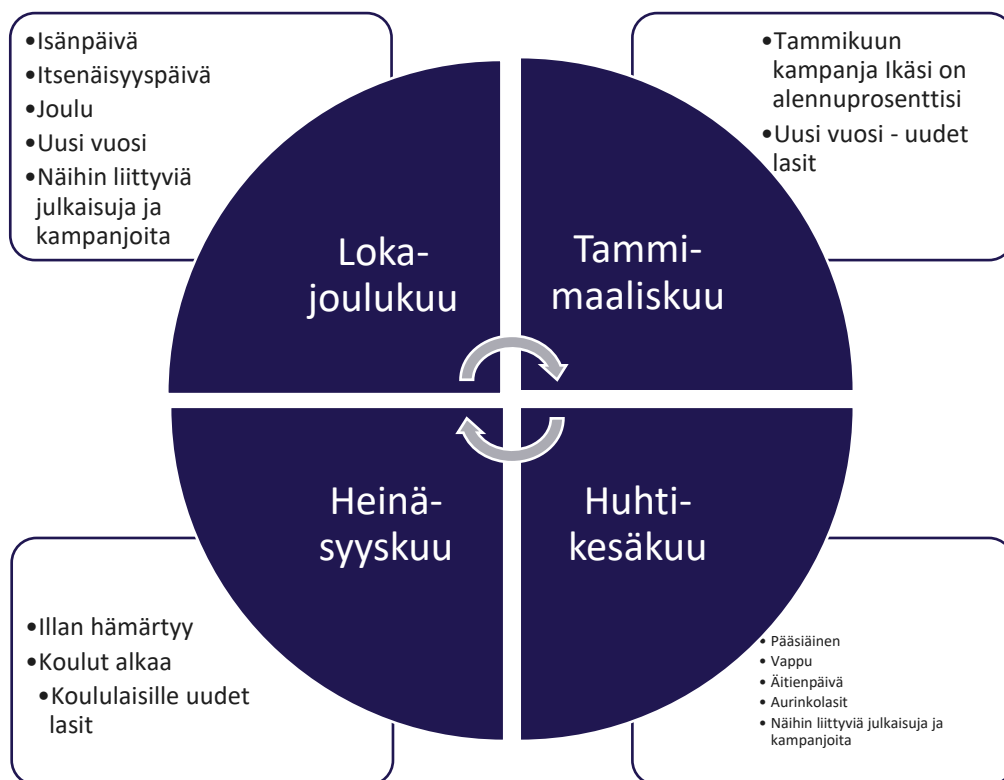 •Isänpäivä
•Itsenäisyyspäivä
•Joulu
•Uusi vuosi
•Näihin liittyviä
julkaisuja ja
kampanjoita
•Tammikuun
kampanja Ikäsi on
alennuprosenttisi
•Uusi vuosi - uudet
lasit
Loka-
joulukuu
Tammi-
maaliskuu
Heinä-
syyskuu
Huhti-
kesäkuu
•Illan hämärtyy
•Koulut alkaa
•Koululaisille uudet
lasit
• Pääsiäinen
• Vappu
• Äitienpäivä
• Aurinkolasit
• Näihin liittyviä julkaisuja ja
kampanjoita